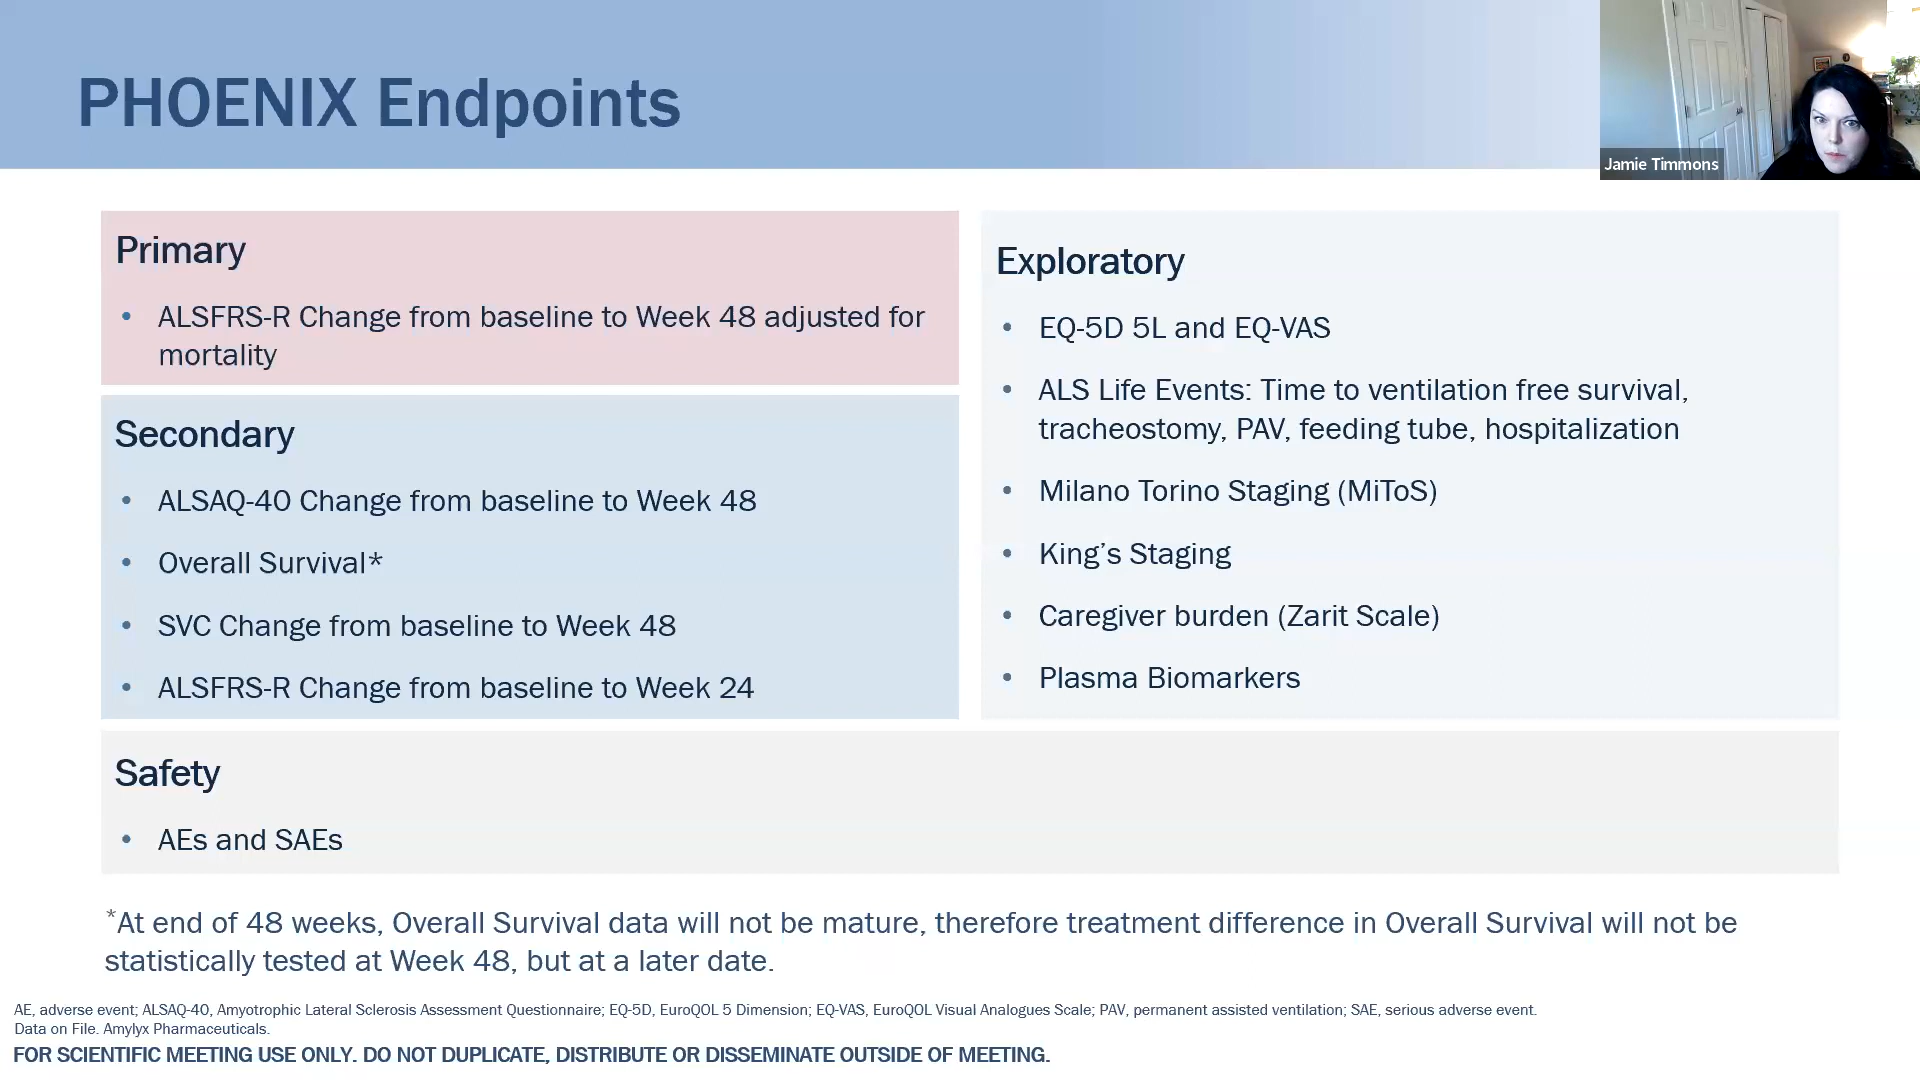 PHOENIX Endpoints
Jamie Timmons
Primary
• ALSFRS-R Change from baseline to Week 48 adjusted for
mortality
Secondary
• ALSAQ-40 Change from baseline to Week 48
• Overall Survival*
• SVC Change from baseline to Week 48
• ALSFRS-R Change from baseline to Week 24
Exploratory
• EQ-5D 5L and EQ-VAS
• ALS Life Events: Time to ventilation free survival,
tracheostomy, PAV, feeding tube, hospitalization
• Milano Torino Staging (MiToS)
• King’s Staging
• Caregiver burden (Zarit Scale)
• Plasma Biomarkers
Safety
• AEs and SAEs
*At end of 48 weeks, Overall Survival data will not be mature, therefore treatment difference in Overall Survival will not be
statistically tested at Week 48, but at a later date.
AE, adverse event; ALSAQ-40, Amyotrophic Lateral Sclerosis Assessment Questionnaire; EQ-5D, EuroQOL 5 Dimension; EQ-VAS, EuroQOL Visual Analogues Scale; PAV, permanent assisted ventilation; SAE, serious adverse event.
Data on File. Amylyx Pharmaceuticals.
FOR SCIENTIFIC MEETING USE ONLY. DO NOT DUPLICATE, DISTRIBUTE OR DISSEMINATE OUTSIDE OF MEETING.